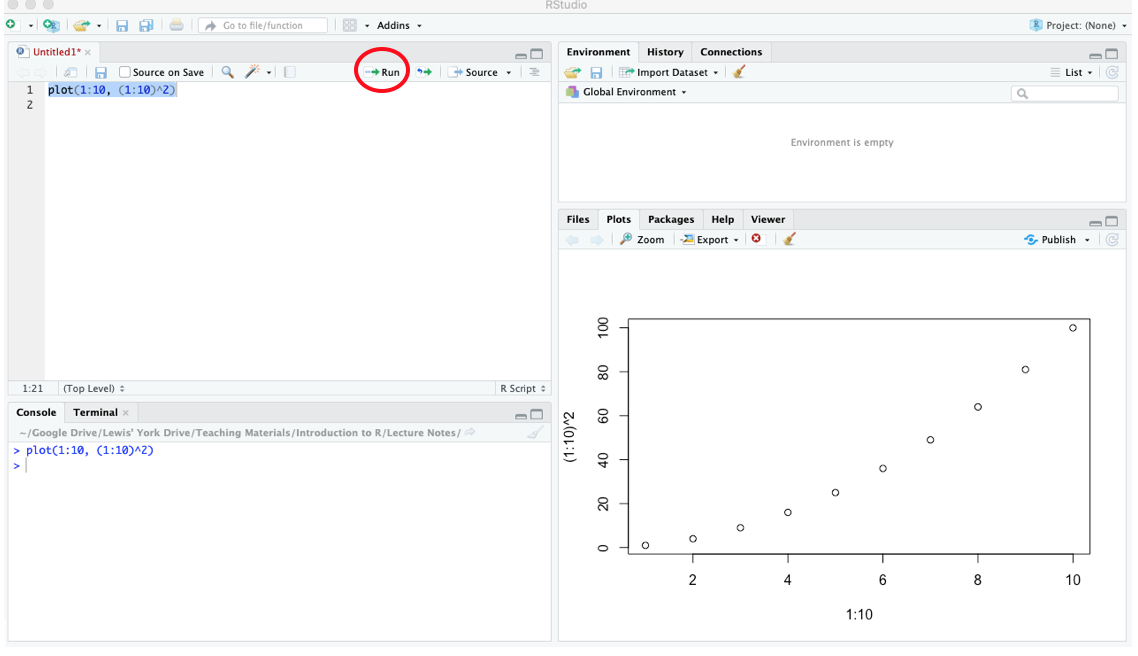 RStudio
Go to file/function Addins Project: (None)
Untitled1*
Source on Save Run Source
1 plot(1:10, (1:10)^2)
2
1:21 (Top Level) R Script
Console Terminal
~/Google Drive/Lewis' York Drive/Teaching Materials/Introduction to R/Lecture Notes/
> plot(1:10, (1:10)^2)
>
Environment History Connections
Import Dataset List
Global Environment
Environment is empty
Files Plots Packages Help Viewer
Zoom Export Publish
(1:10)^2
100
80
60
40
20
0
2 4 6 8 10
1:10